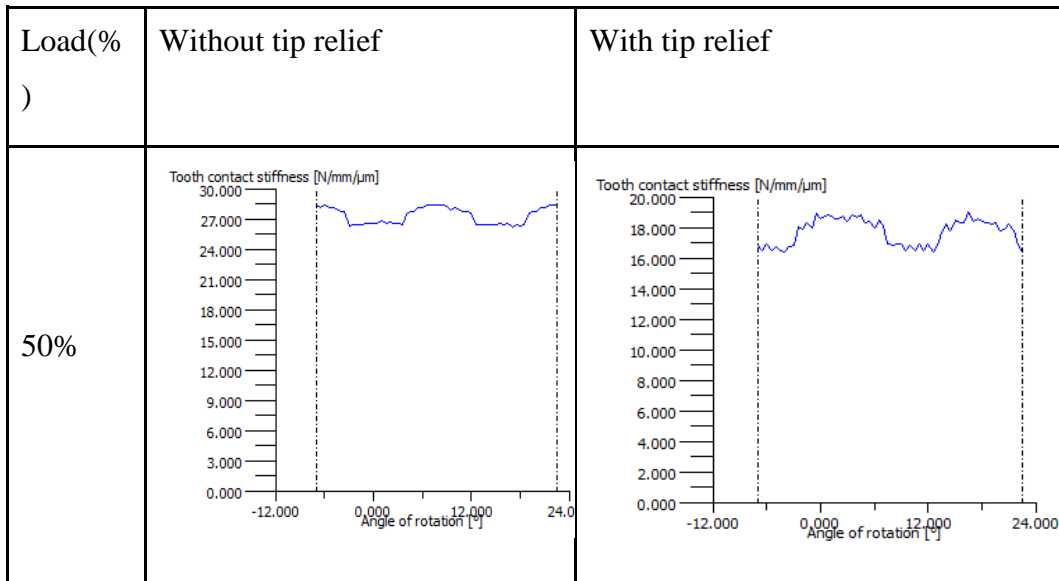 Load(%
)
Without tip relief
With tip relief
50%
Tooth contact stiffness [N/mm/µm]
30.000
27.000
24.000
21.000
18.000
15.000
12.000
9.000
6.000
3.000
0.000
-12.000 0.000 12.000 24.0
Angle of rotation [°]
Tooth contact stiffness [N/mm/µm]
20.000
18.000
16.000
14.000
12.000
10.000
8.000
6.000
4.000
2.000
0.000
-12.000 0.000 12.000 24.000
Angle of rotation [°]